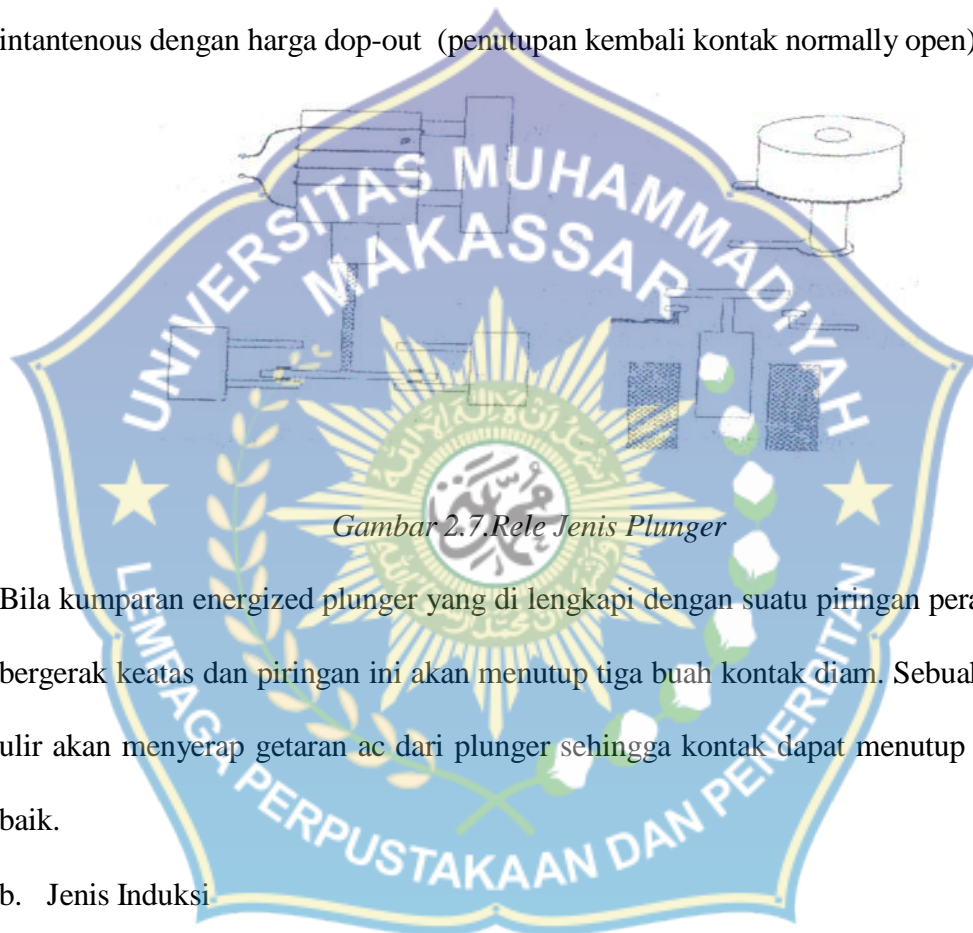 intantenous dengan harga dop-out (penutupan kembali kontak normally open)
UNIVERSITAS MUHAMMADIYAH
MAKASSAR
Gambar 2.7.Rele Jenis Plunger
Bila kumparan energized plunger yang di lengkapi dengan suatu piringan pera
bergerak keatas dan piringan ini akan menutup tiga buah kontak diam. Sebual
ulir akan menyerap getaran ac dari plunger sehingga kontak dapat menutup
baik.
b. Jenis Induksi
LEMBAGA PERPUSTAKAAN DAN PENERBITAN